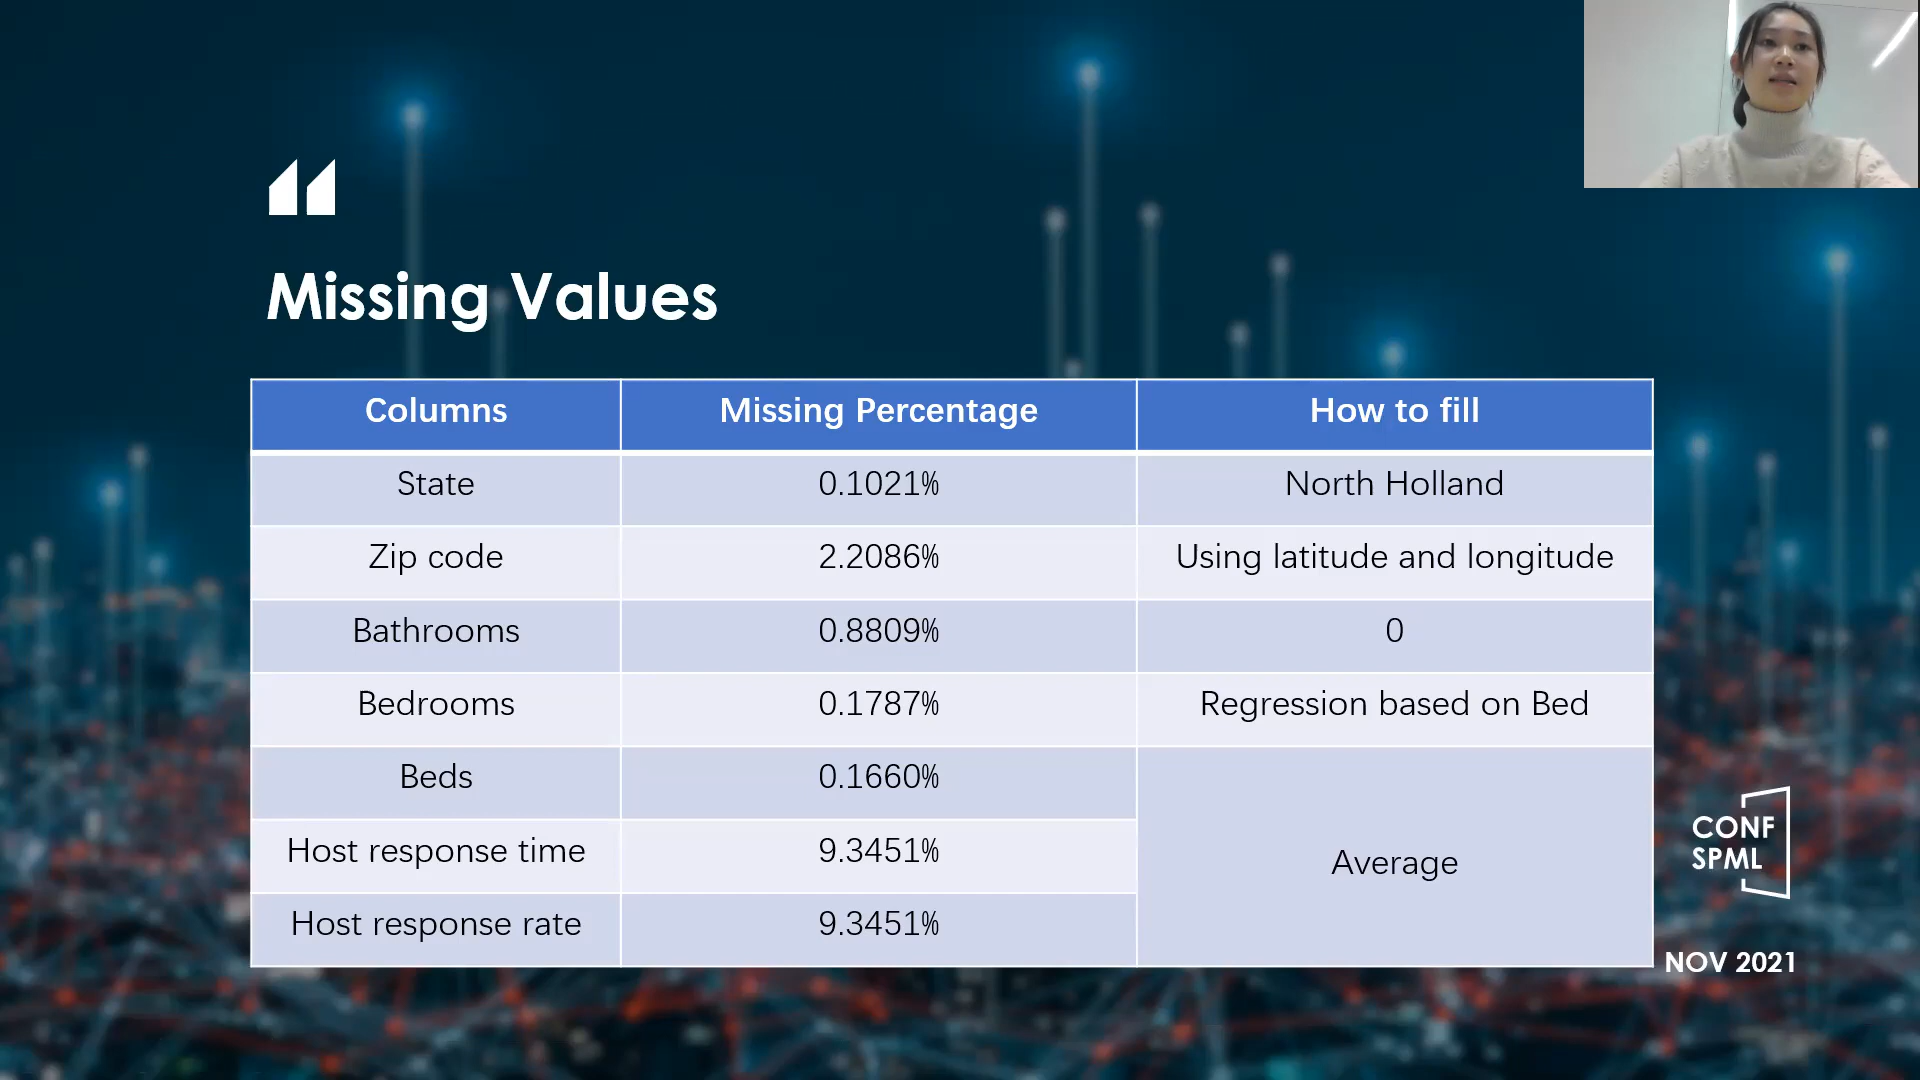 Missing Values
Columns Missing Percentage How to fill
State 0.1021% North Holland
Zip code 2.2086% Using latitude and longitude
Bathrooms 0.8809% 0
Bedrooms 0.1787% Regression based on Bed
Beds 0.1660%
Host response time 9.3451% Average
Host response rate 9.3451%
CONF
SPML
NOV 2021